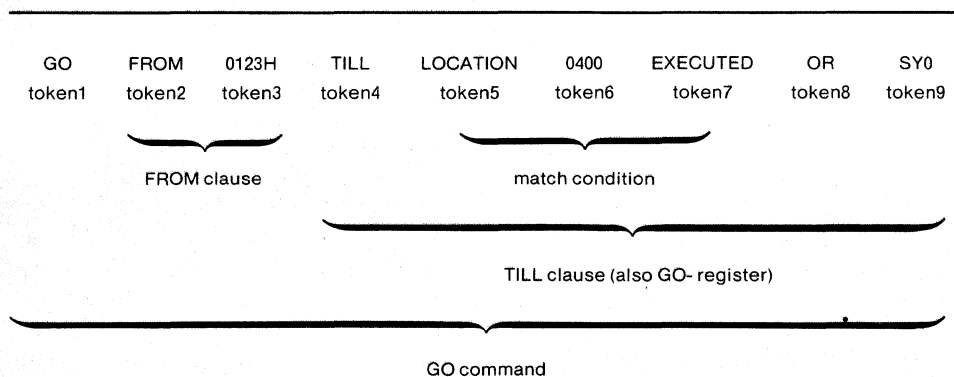 GO FROM 0123H TILL LOCATION 0400 EXECUTED OR SY0
token1 token2 token3 token4 token5 token6 token7 token8 token9
FROM clause match condition
TILL clause (also GO- register)
GO command